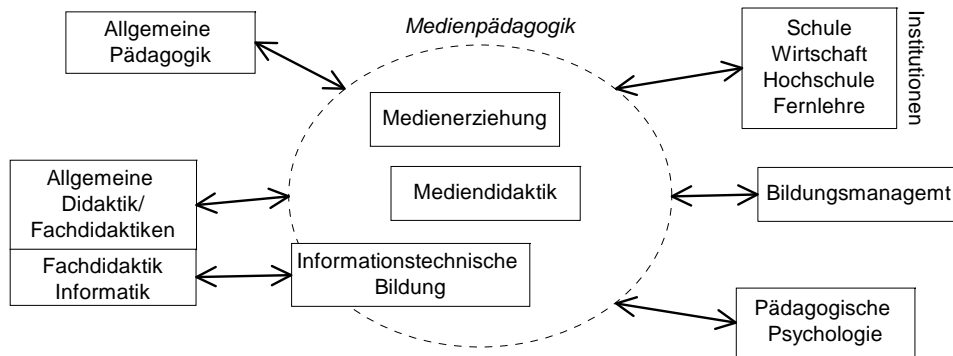 Allgemeine
Pädagogik
Medienpädagogik
Schule
Wirtschaft
Hochschule
Fernlehre
Institutionen
Medienerziehung
Allgemeine
Didaktik/
Fachdidaktiken
Mediendidaktik
Bildungsmanagemt
Fachdidaktik
Informatik
Informationstechnische
Bildung
Pädagogische
Psychologie